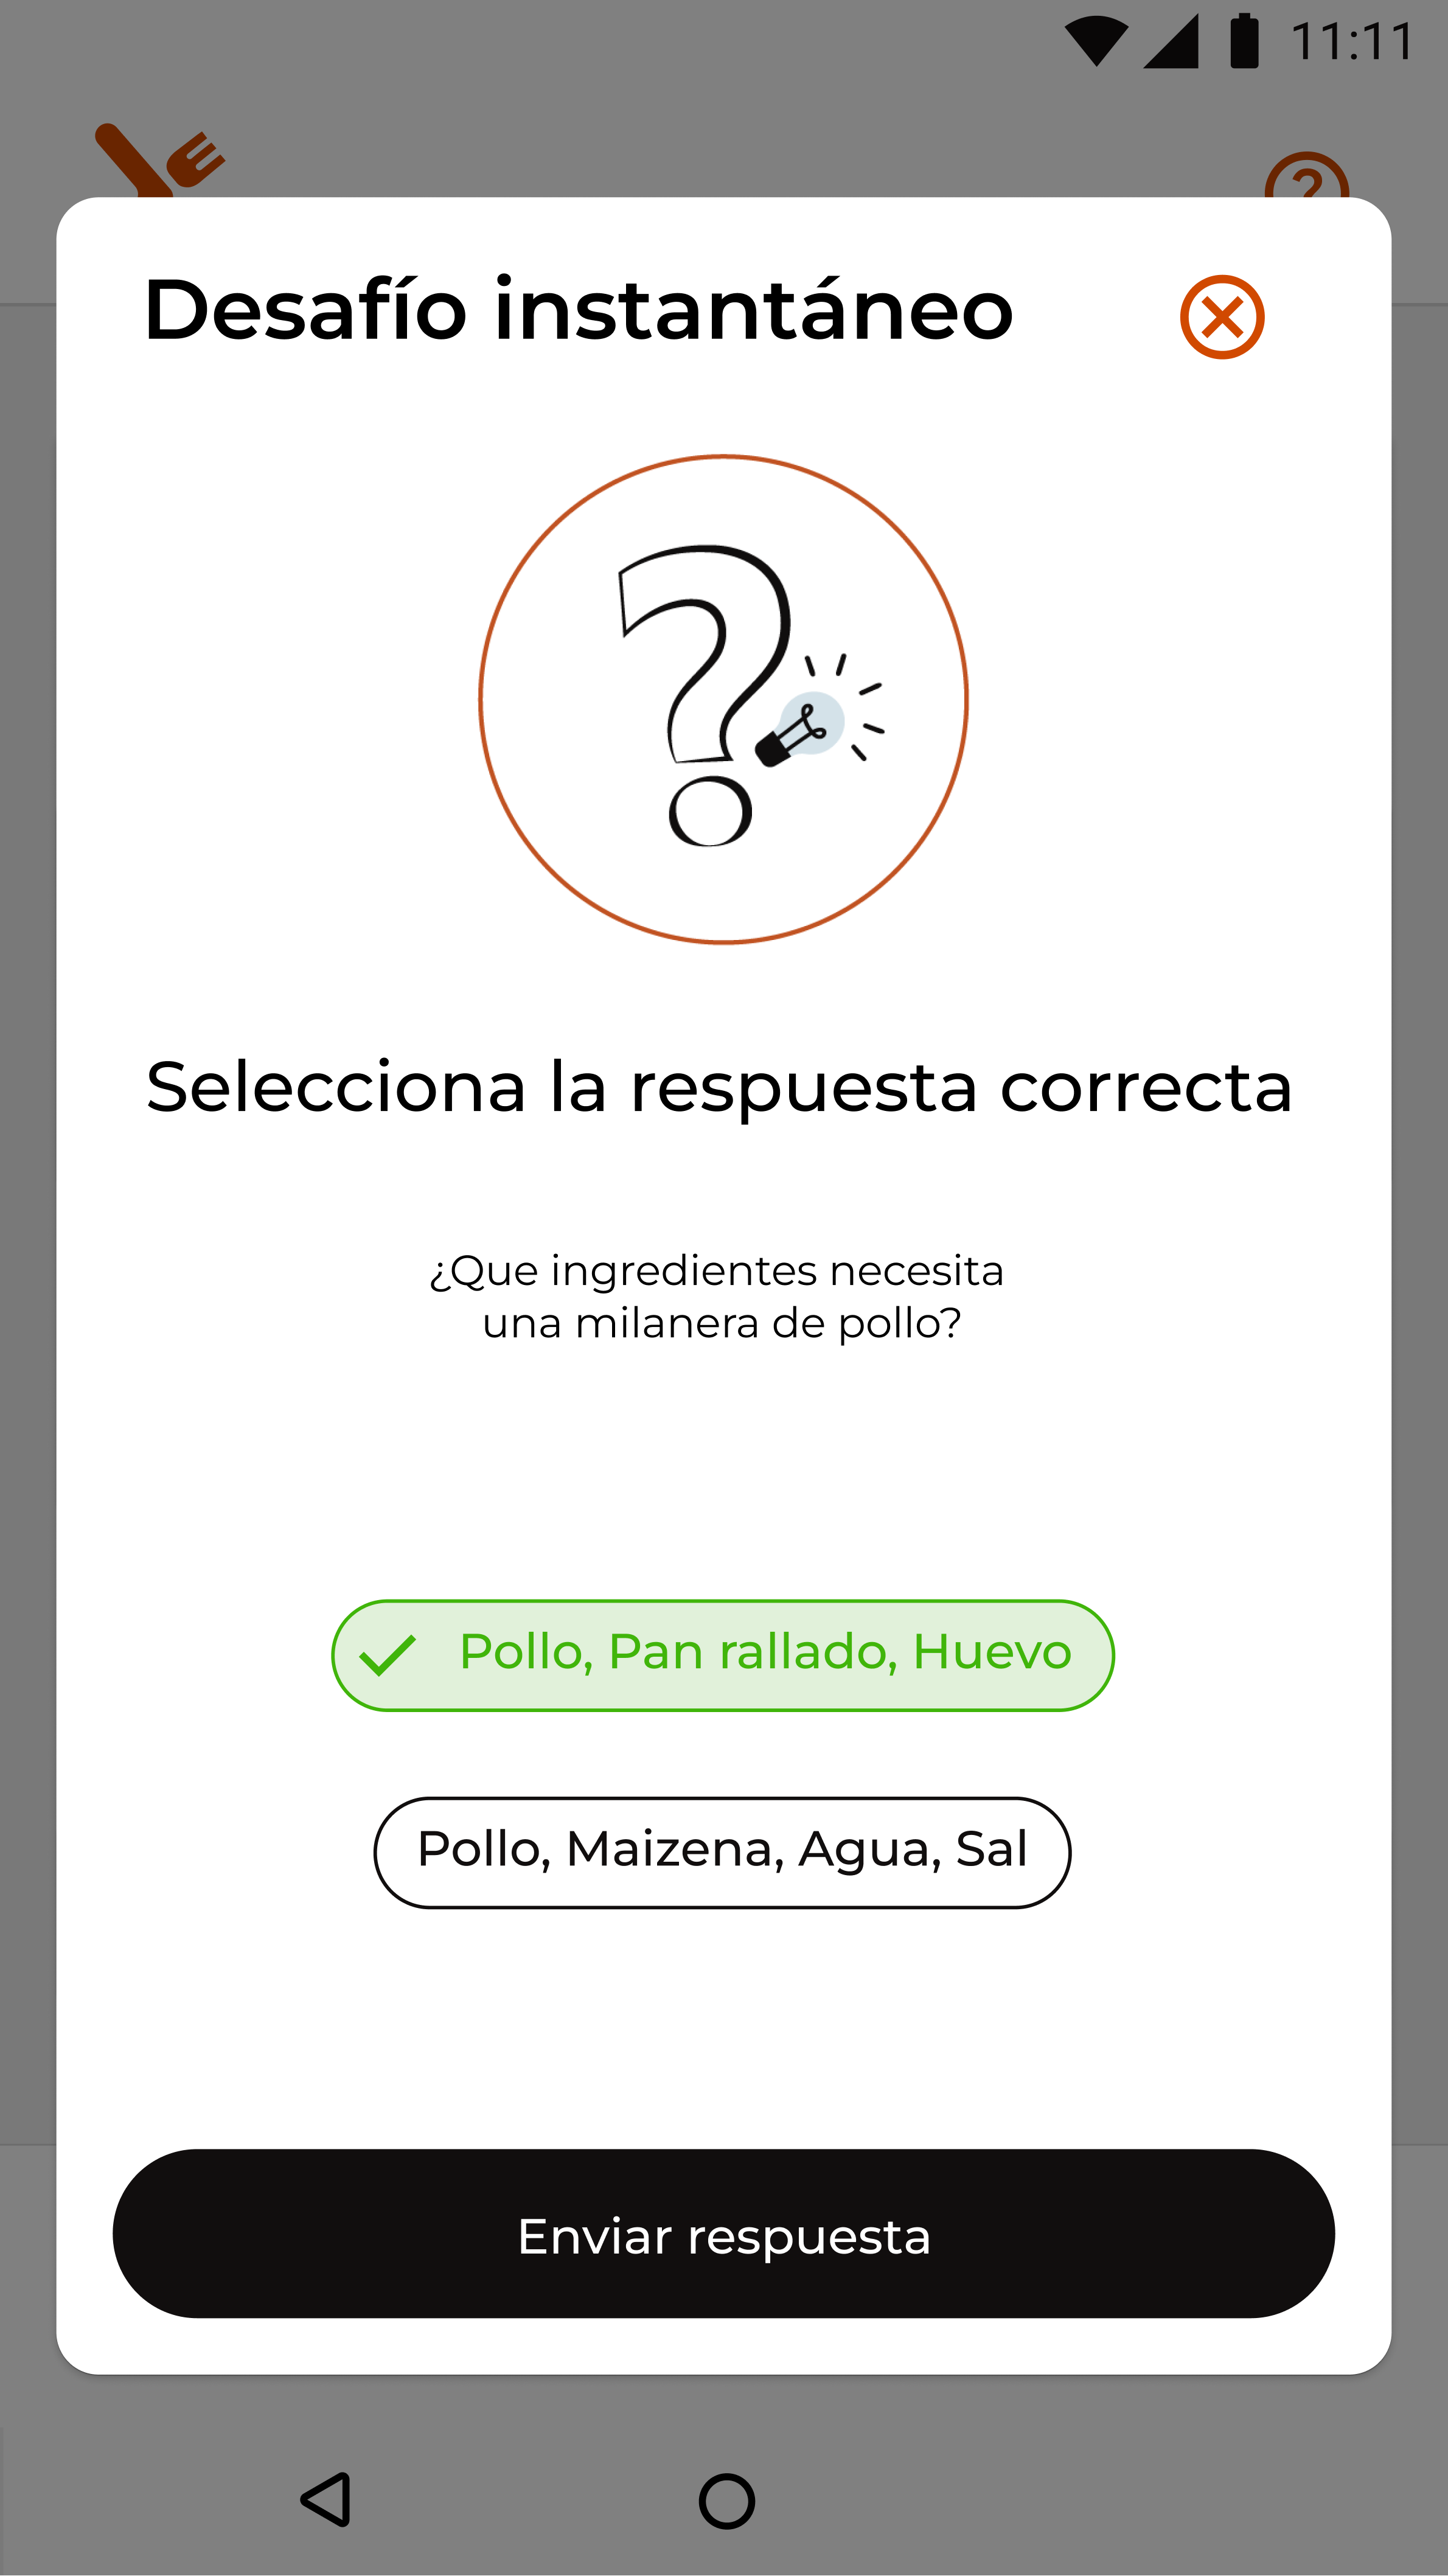 11:11
Desafío instantáneo
Selecciona la respuesta correcta
¿Que ingredientes necesita
una milanera de pollo?
Pollo, Pan rallado, Huevo
Pollo, Maizena, Agua, Sal
Enviar respuesta